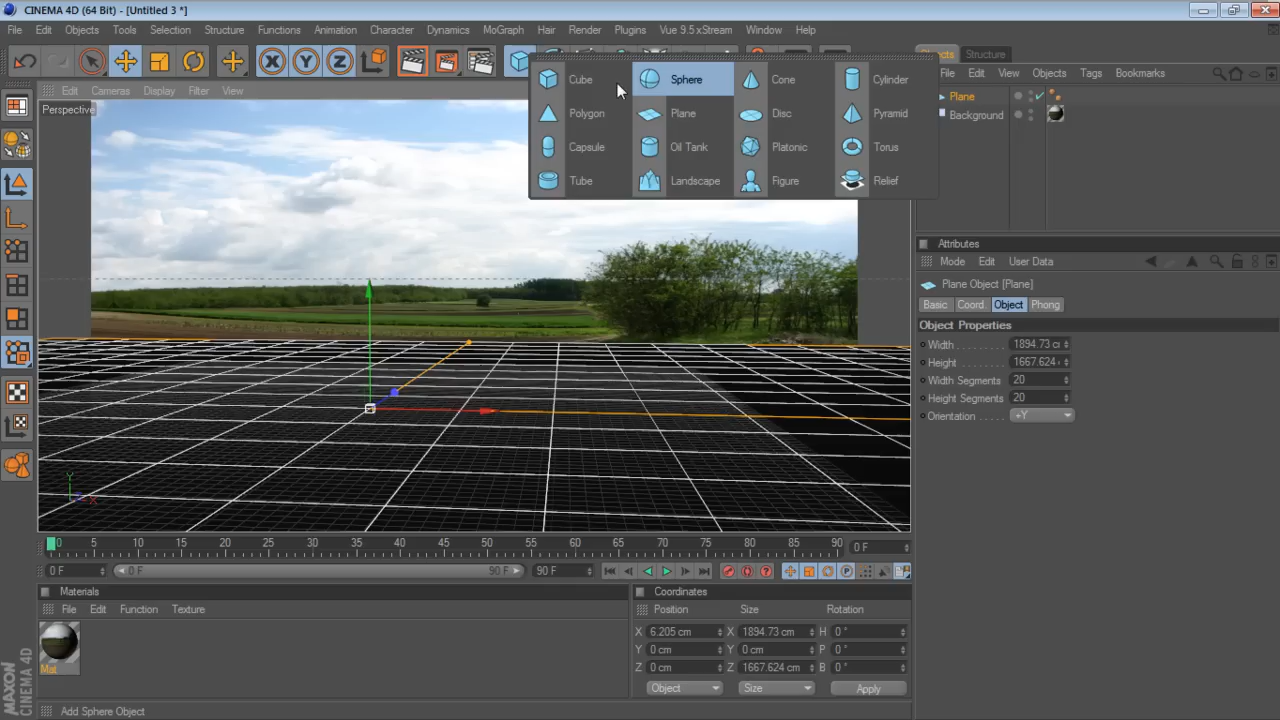 CINEMA 4D (64 Bit) - [Untitled 3 *]
File Edit Objects Tools Selection Structure Functions Animation Character Dynamics MoGraph Hair Render Plugins Vue 9.5 xStream Window Help
X Y Z
Objects Structure
Edit Cameras Display Filter View
File Edit View Objects Tags Bookmarks
Perspective
Cube Sphere Cone Cylinder
Polygon Plane Disc Pyramid
Capsule Oil Tank Platonic Torus
Tube Landscape Figure Relief
Plane
Background
Attributes
Mode Edit User Data
Plane Object [Plane]
Basic Coord. Object Phong
Object Properties
Width 1894.73 c
Height 1667.624
Width Segments 20
Height Segments 20
Orientation +Y
Y
X
0 5 10 15 20 25 30 35 40 45 50 55 60 65 70 75 80 85 90 0 F
0 F 0 F 90 F 90 F
Materials
File Edit Function Texture
Mat
Coordinates
Position Size Rotation
X 6.205 cm X 1894.73 cm H 0 °
Y 0 cm Y 0 cm P 0 °
Z 0 cm Z 1667.624 cm B 0 °
Object Size Apply
MAXON
CINEMA 4D
Add Sphere Object